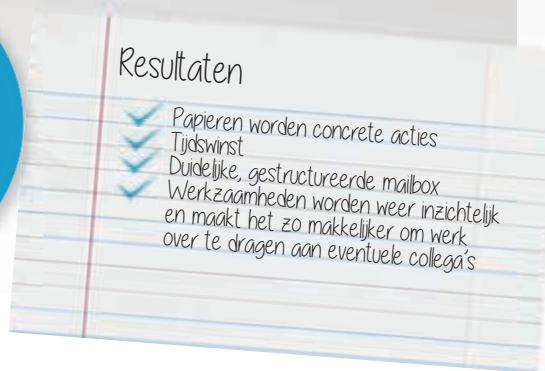 Resultaten
Papieren worden concrete acties
Tijdswinst
Duidelijke, gestructureerde mailbox
Werkzaamheden worden weer inzichtelijk
en maakt het zo makkelijker om werk
over te dragen aan eventuele collega's